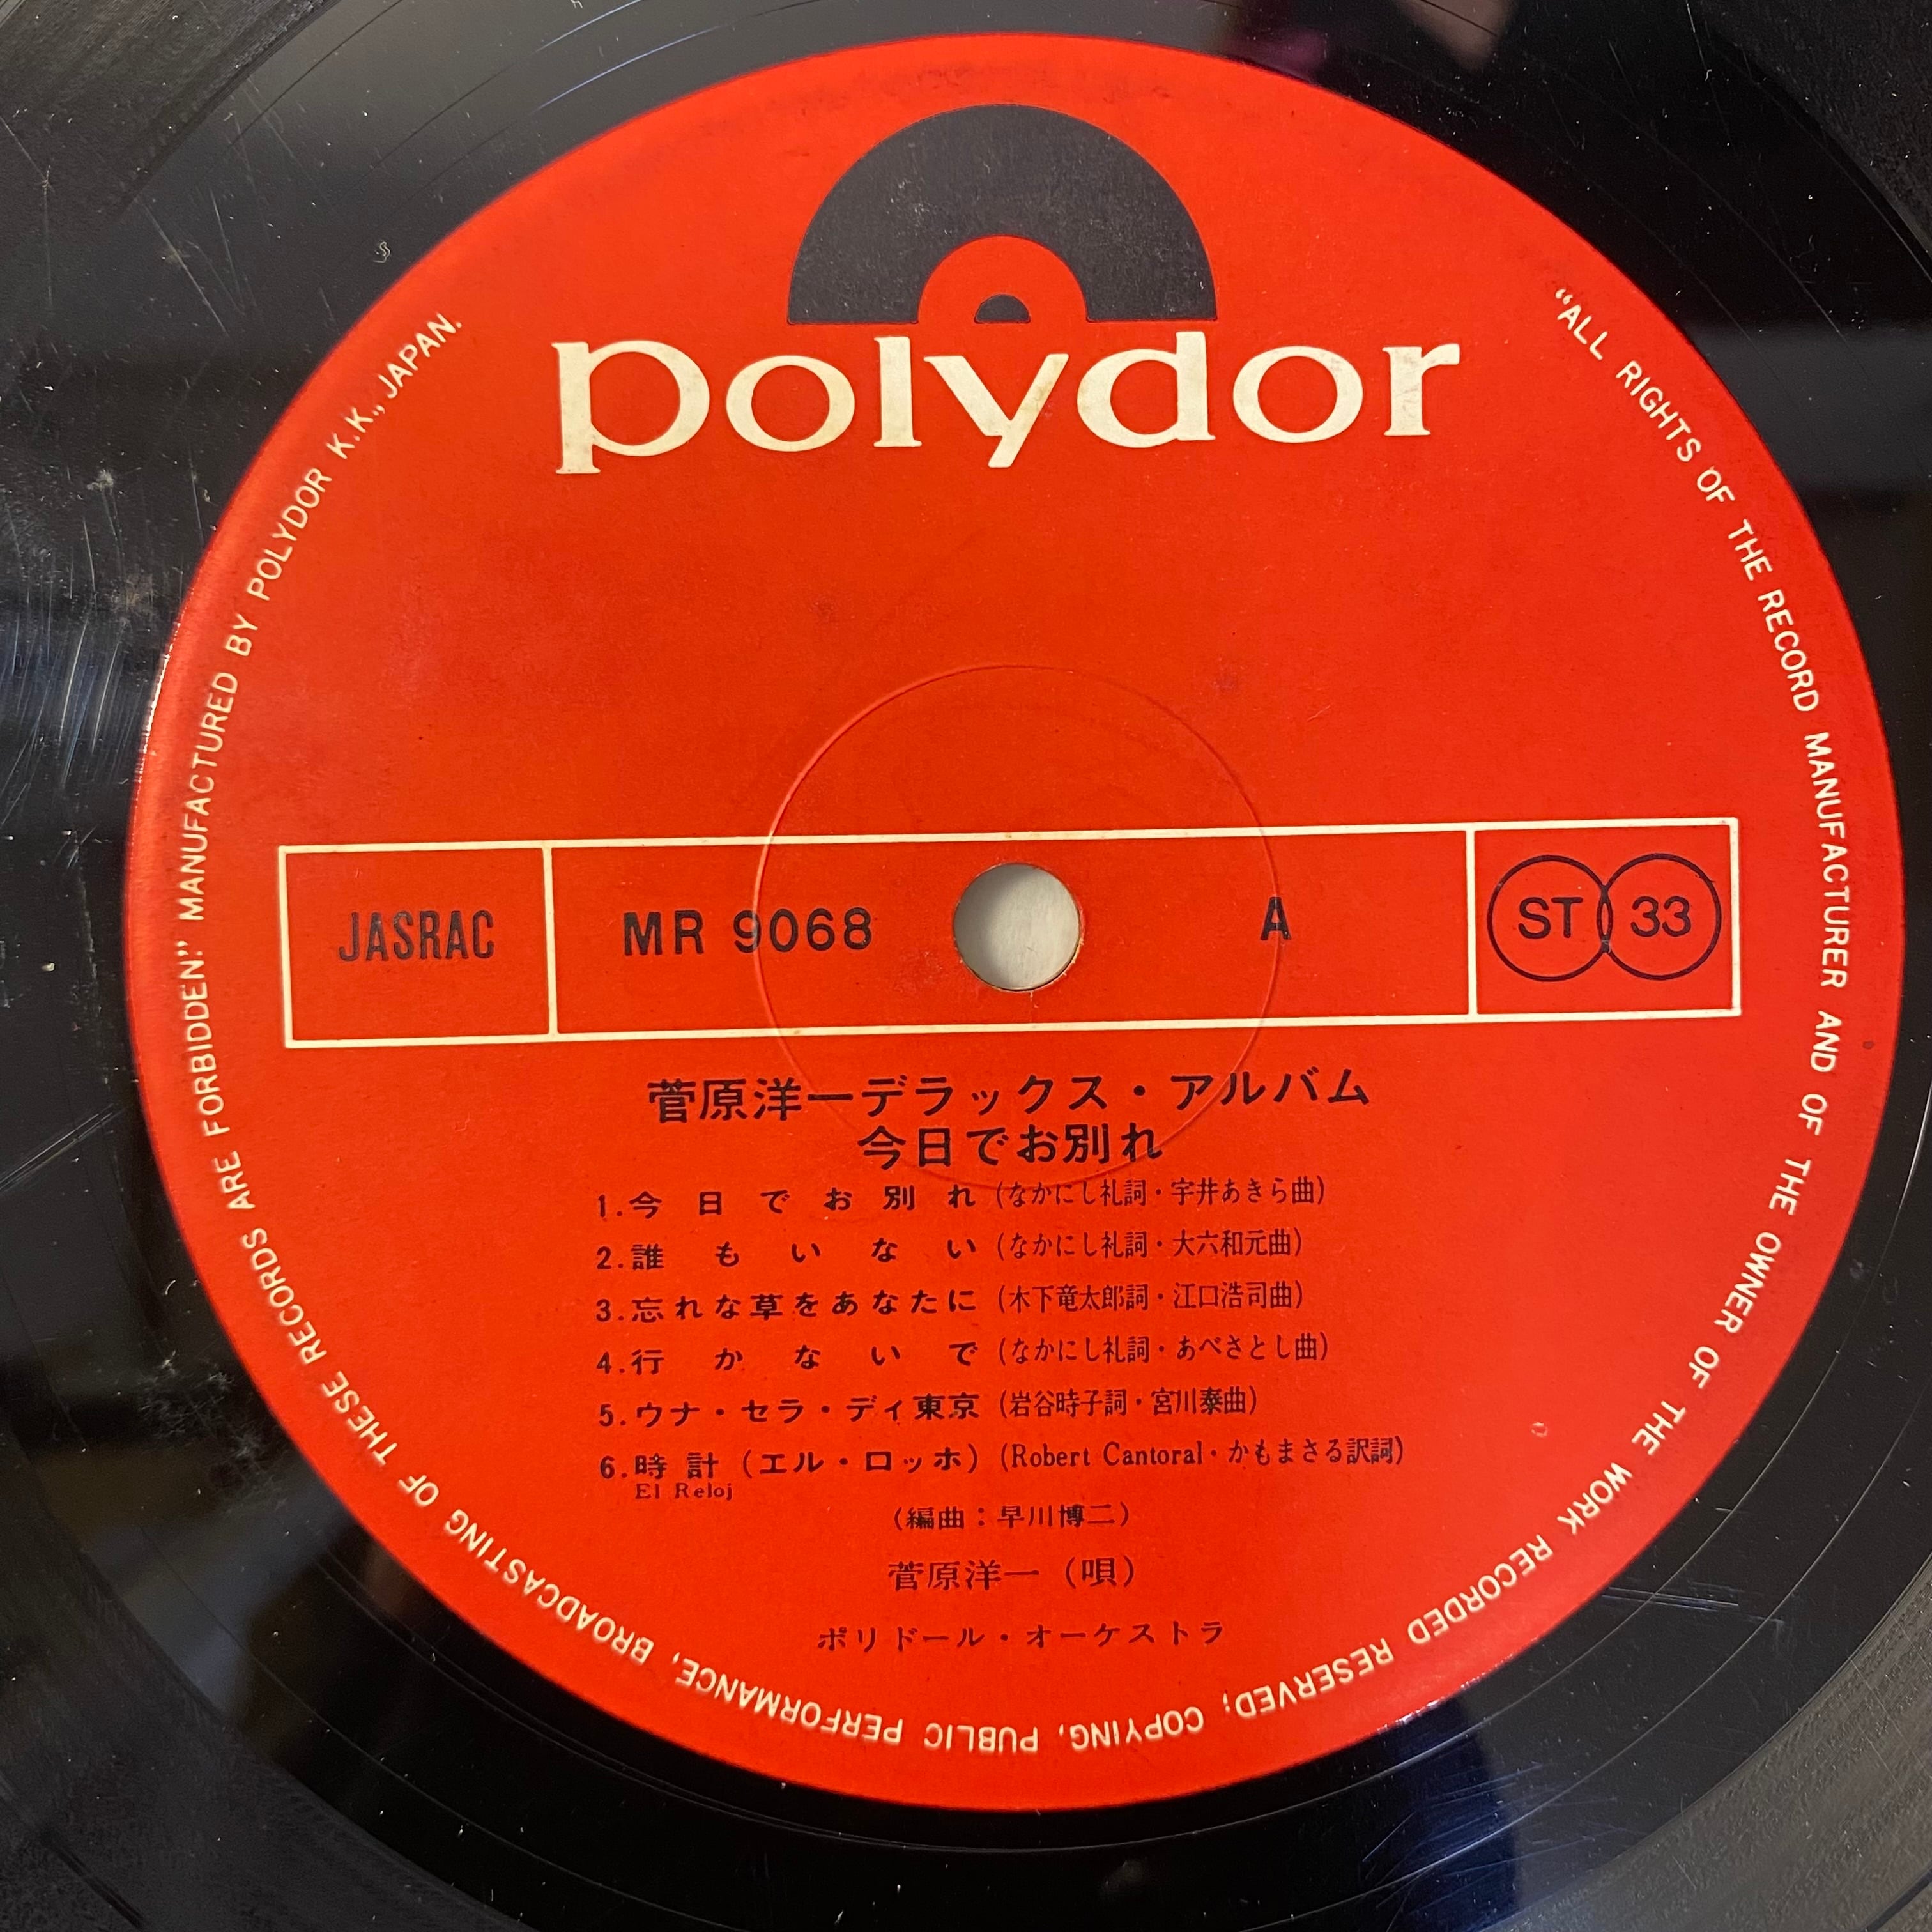 polydor
JASRAC
MR 9068
A
ST 33
菅原洋一デラックス・アルバム
今日でお別れ
1.今日でお別れ(なかにし礼詞・宇井あきら曲)
2.誰もいない(なかにし礼詞・大六和元曲)
3.忘れな草をあなたに(木下竜太郎詞・江口浩司曲)
4.行かないで(なかにし礼詞・あべさとし曲)
5.ウナ・セラ・ディ東京(岩谷時子詞・宮川泰曲)
6.時計(エル・ロッホ)(Robert Cantoral・かもまさる訳詞)
El Reloj
(編曲:早川博二)
菅原洋一(唄)
ポリドール・オーケストラ
"ALL RIGHTS OF THE RECORD MANUFACTURER AND OF THE OWNER OF THE WORK RECORDED RESERVED; COPYING, PUBLIC PERFORMANCE, BROADCASTING OF THESE RECORDS ARE FORBIDDEN." MANUFACTURED BY POLYDOR K.K., JAPAN.